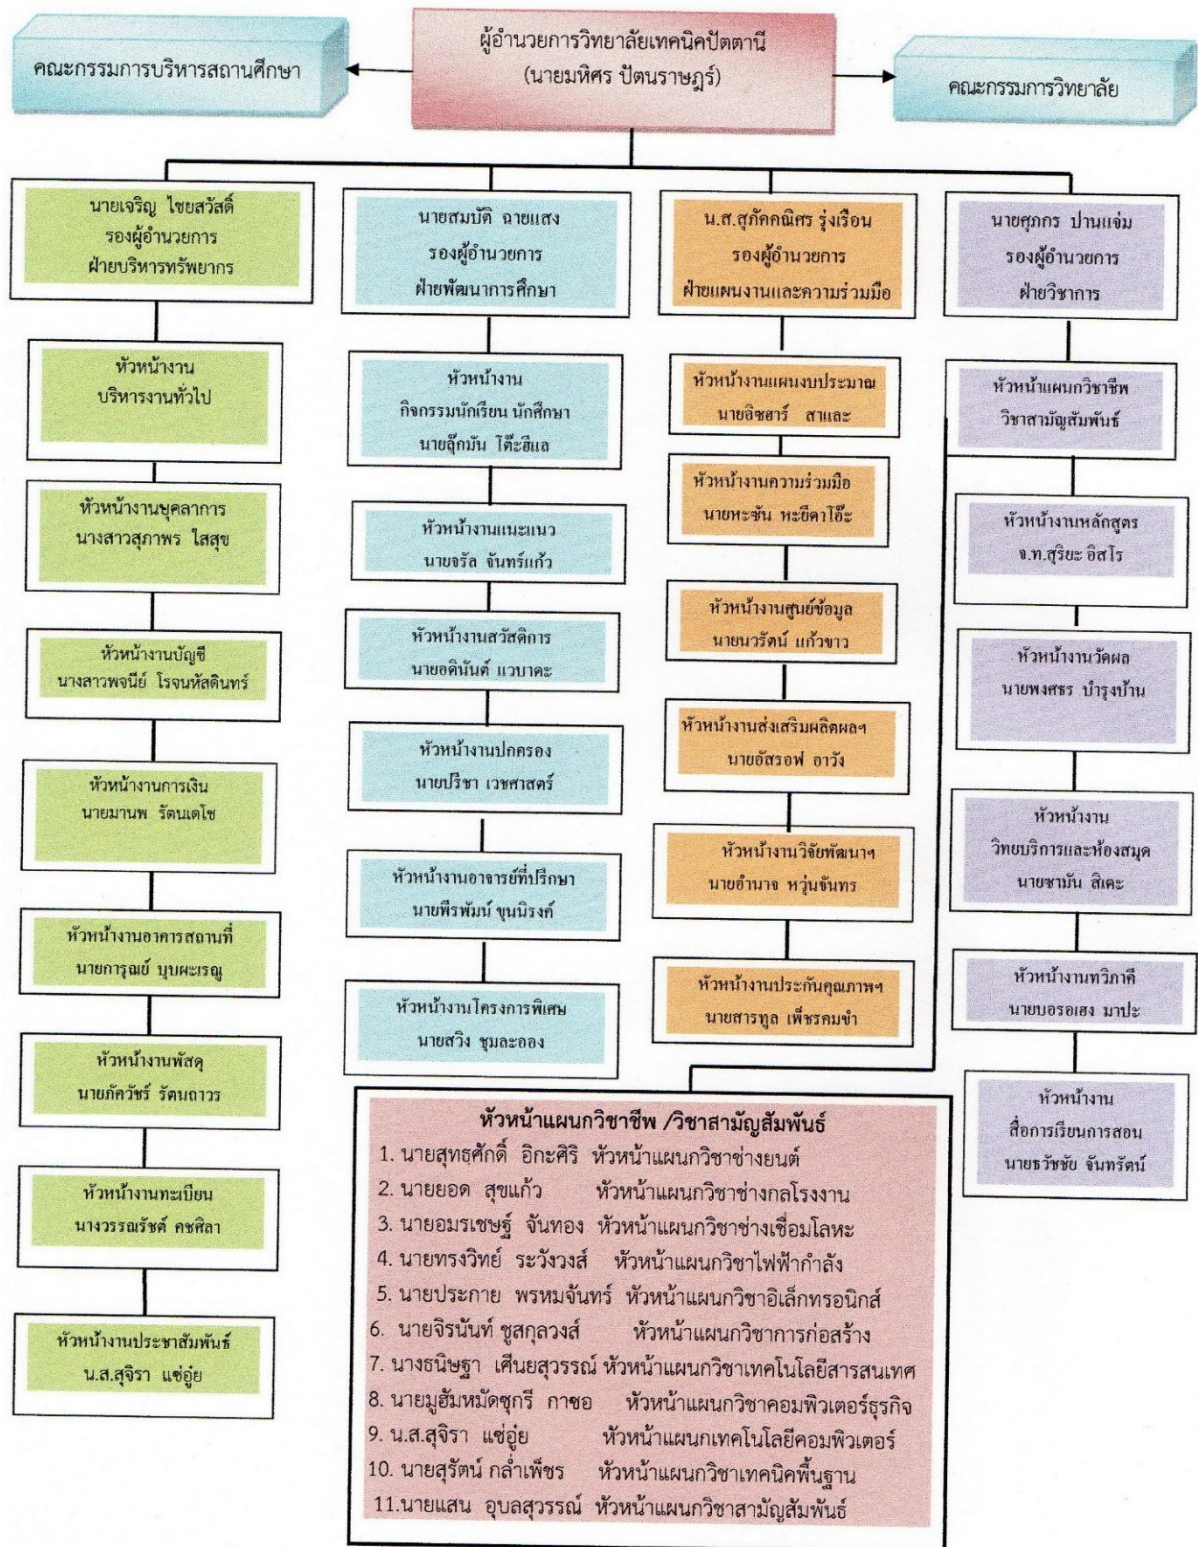 ผู้อำนวยการวิทยาลัยเทคนิคปัตตานี
(นายมหิศร ปัตนราษฎร์)
คณะกรรมการบริหารสถานศึกษา
คณะกรรมการวิทยาลัย
นายเจริญ ไชยสวัสดิ์
รองผู้อำนวยการ
ฝ่ายบริหารทรัพยากร
หัวหน้างาน
บริหารงานทั่วไป
หัวหน้างานบุคลาการ
นางสาวสุภาพร ใสสุข
หัวหน้างานบัญชี
นางสาวพจนีย์ โรจนหัสดินทร์
หัวหน้างานการเงิน
นายมานพ รัตนเดโช
หัวหน้างานอาคารสถานที่
นายการุณย์ บุบผะเรณู
หัวหน้างานพัสดุ
นายภัควัชร์ รัตนถาวร
หัวหน้างานทะเบียน
นางวรรณรัชต์ คชศิลา
หัวหน้างานประชาสัมพันธ์
น.ส.สุจิรา แซ่อู๋ย
นายสมบัติ ฉายแสง
รองผู้อำนวยการ
ฝ่ายพัฒนาการศึกษา
หัวหน้างาน
กิจกรรมนักเรียน นักศึกษา
นายลุ๊กมัน โต๊ะฮีแล
หัวหน้างานแนะแนว
นายจรัล จันทร์แก้ว
หัวหน้างานสวัสดิการ
นายอดินันต์ แวบาดะ
หัวหน้างานปกครอง
นายปรีชา เวชศาสตร์
หัวหน้างานอาจารย์ที่ปรึกษา
นายพีรพัมน์ ขุนนิรงค์
หัวหน้างานโครงการพิเศษ
นายสวิง ชุมละออง
น.ส.สุภัคคณิศร รุ่งเรือน
รองผู้อำนวยการ
ฝ่ายแผนงานและความร่วมมือ
หัวหน้างานแผนงบประมาณ
นายอิซฮาร์ สาและ
หัวหน้างานความร่วมมือ
นายหะซัน หะยีดาโอ๊ะ
หัวหน้างานศูนย์ข้อมูล
นายนวรัตน์ แก้วขาว
หัวหน้างานส่งเสริมผลิตผลฯ
นายอัสรอฟ อาวัง
หัวหน้างานวิจัยพัฒนาฯ
นายอำนาจ หวุ่นจันทร
หัวหน้างานประกันคุณภาพฯ
นายสารทูล เพ็ชรคมขำ
นายศุภกร ปานแจ่ม
รองผู้อำนวยการ
ฝ่ายวิชาการ
หัวหน้าแผนกวิชาชีพ
วิชาสามัญสัมพันธ์
หัวหน้างานหลักสูตร
จ.ท.สุริยะ อิสโร
หัวหน้างานวัดผล
นายพงศธร บำรุงบ้าน
หัวหน้างาน
วิทยบริการและห้องสมุด
นายซามัน สิเดะ
หัวหน้างานทวิภาคี
นายบอรอเฮง มาปะ
หัวหน้างาน
สื่อการเรียนการสอน
นายธวัชชัย จันทรัตน์
หัวหน้าแผนกวิชาชีพ /วิชาสามัญสัมพันธ์
1. นายสุทธศักดิ์ อิกะศิริ หัวหน้าแผนกวิชาช่างยนต์
2. นายยอด สุขแก้ว หัวหน้าแผนกวิชาช่างกลโรงงาน
3. นายอมรเชษฐ์ จันทอง หัวหน้าแผนกวิชาช่างเชื่อมโลหะ
4. นายทรงวิทย์ ระวังวงส์ หัวหน้าแผนกวิชาไฟฟ้ากำลัง
5. นายประกาย พรหมจันทร์ หัวหน้าแผนกวิชาอิเล็กทรอนิกส์
6. นายจิรนันท์ ชูสกุลวงส์ หัวหน้าแผนกวิชาการก่อสร้าง
7. นางธนิษฐา เศีนยสุวรรณ์ หัวหน้าแผนกวิชาเทคโนโลยีสารสนเทศ
8. นายมูฮัมหมัดซุกรี กาซอ หัวหน้าแผนกวิชาคอมพิวเตอร์ธุรกิจ
9. น.ส.สุจิรา แซ่อู๋ย หัวหน้าแผนกเทคโนโลยีคอมพิวเตอร์
10. นายสุรัตน์ กล่ำเพ็ชร หัวหน้าแผนกวิชาเทคนิคพื้นฐาน
11.นายแสน อุบลสุวรรณ์ หัวหน้าแผนกวิชาสามัญสัมพันธ์